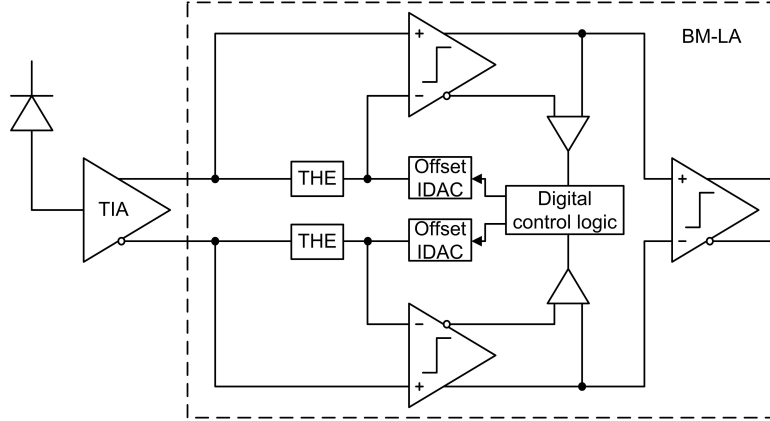 BM-LA
+
−
THE
Offset
IDAC
TIA
Digital
control logic
+
−
THE
Offset
IDAC
−
+